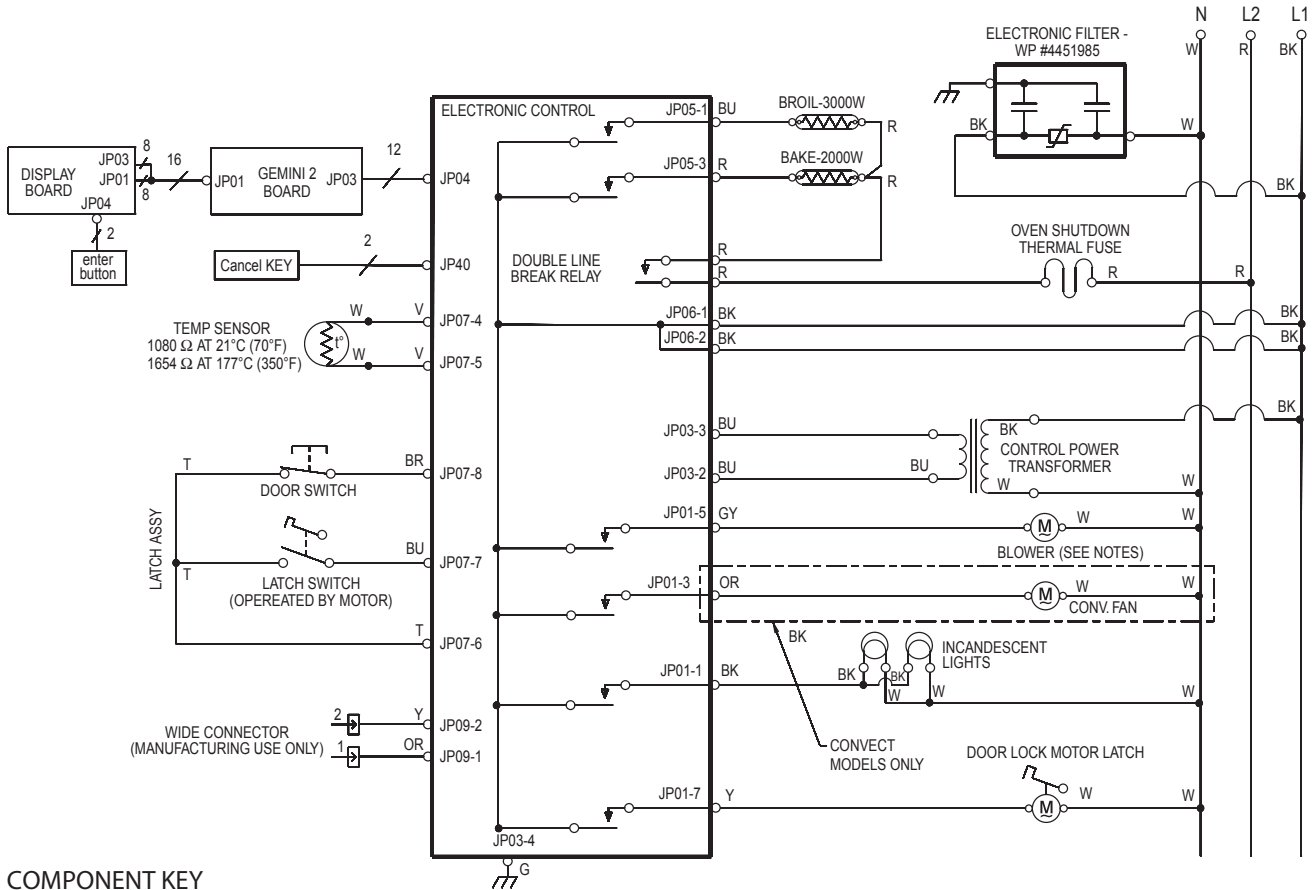 N L2 L1
ELECTRONIC FILTER -
WP #4451985
W R BK
BK W
BK
ELECTRONIC CONTROL
JP05-1 BU BROIL-3000W R
JP05-3 R BAKE-2000W R
DISPLAY
BOARD
JP03 8
JP01 8
16
JP04
2
enter
button
JP01 GEMINI 2
BOARD JP03
12
JP04
Cancel KEY 2 JP40
DOUBLE LINE
BREAK RELAY
R
R
OVEN SHUTDOWN
THERMAL FUSE
R R
TEMP SENSOR
1080 Ω AT 21°C (70°F)
1654 Ω AT 177°C (350°F)
t°
W V JP07-4
W V JP07-5
JP06-1 BK BK
JP06-2 BK BK
JP03-3 BU BK BK
CONTROL POWER
TRANSFORMER
JP03-2 BU BU W W
LATCH ASSY
T BR JP07-8
DOOR SWITCH
T BU JP07-7
LATCH SWITCH
(OPEREATED BY MOTOR)
T JP07-6
JP01-5 GY M W W
BLOWER (SEE NOTES)
JP01-3 OR M W W
CONV. FAN
BK
INCANDESCENT
LIGHTS
JP01-1 BK BK BK W W W
CONVECT
MODELS ONLY
WIDE CONNECTOR
(MANUFACTURING USE ONLY)
2 Y JP09-2
1 OR JP09-1
DOOR LOCK MOTOR LATCH
JP01-7 Y M W W
JP03-4
G
COMPONENT KEY